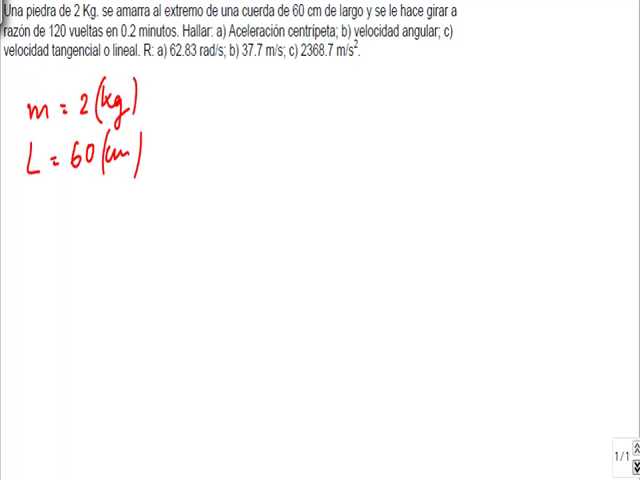 Una piedra de 2 Kg. se amarra al extremo de una cuerda de 60 cm de largo y se le hace girar a
razón de 120 vueltas en 0.2 minutos. Hallar: a) Aceleración centrípeta; b) velocidad angular; c)
velocidad tangencial o lineal. R: a) 62.83 rad/s; b) 37.7 m/s; c) 2368.7 m/s².
m = 2 (kg)
L = 60 (cm)
1/1